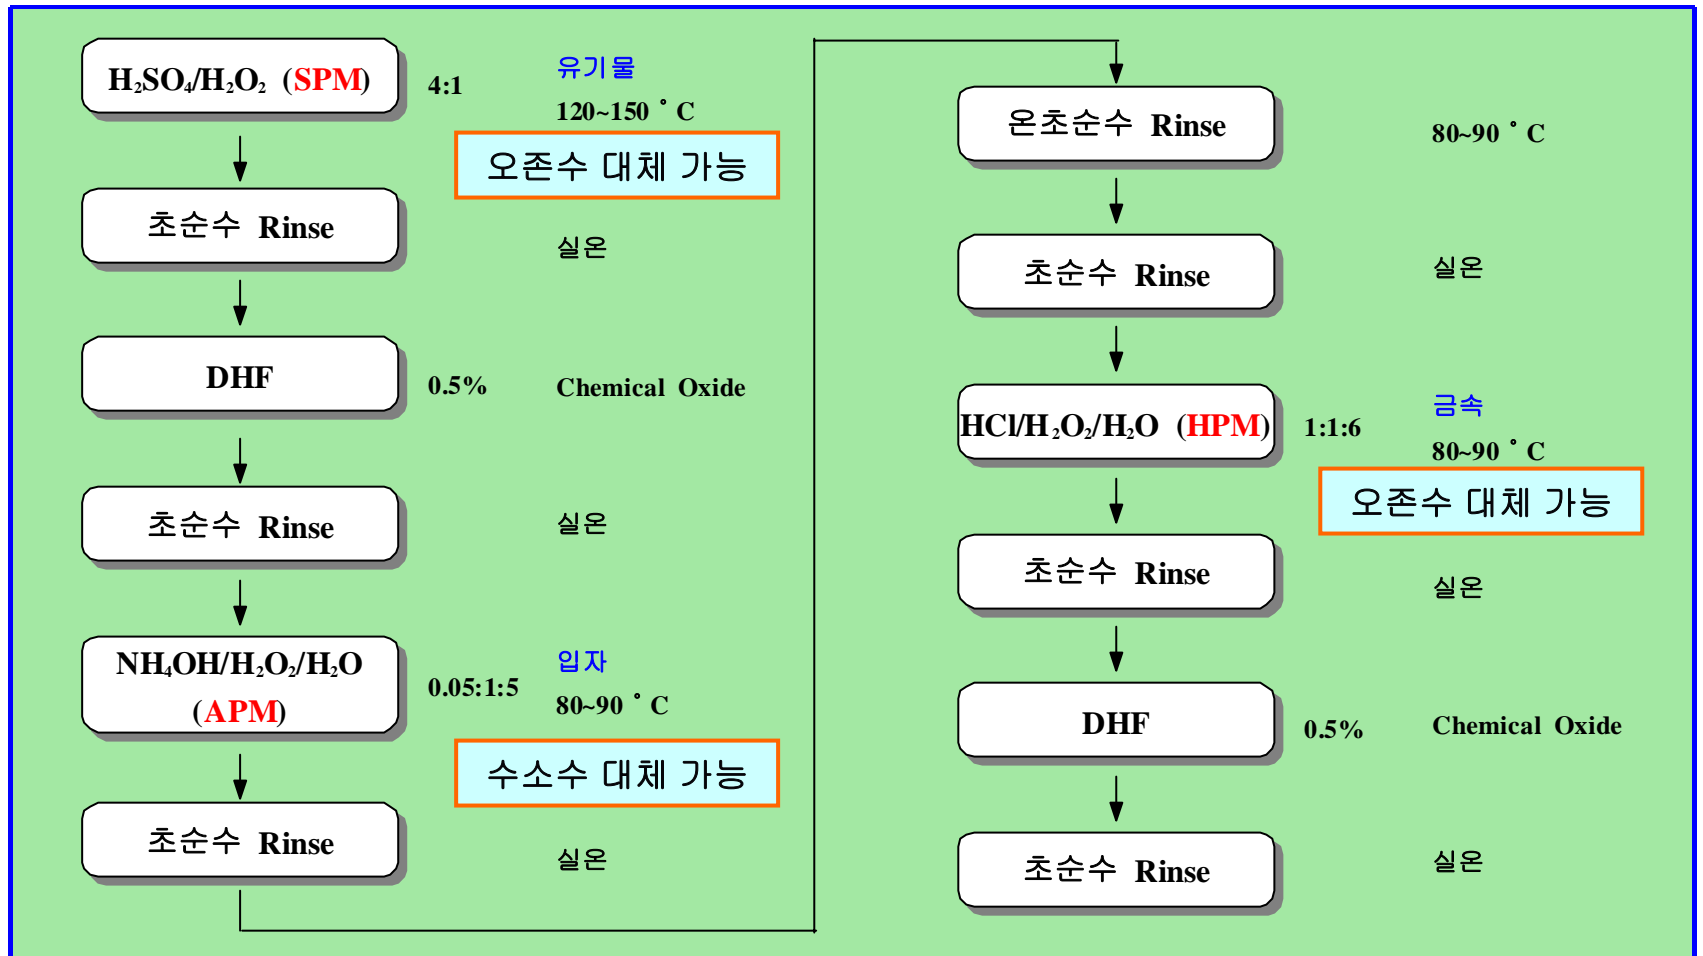 H₂SO₄/H₂O₂ (SPM)
4:1
유기물
120~150 ˚ C
오존수 대체 가능
초순수 Rinse
실온
DHF
0.5%
Chemical Oxide
초순수 Rinse
실온
NH₄OH/H₂O₂/H₂O
(APM)
0.05:1:5
입자
80~90 ˚ C
수소수 대체 가능
초순수 Rinse
실온
온초순수 Rinse
80~90 ˚ C
초순수 Rinse
실온
HCl/H₂O₂/H₂O (HPM)
1:1:6
금속
80~90 ˚ C
오존수 대체 가능
초순수 Rinse
실온
DHF
0.5%
Chemical Oxide
초순수 Rinse
실온